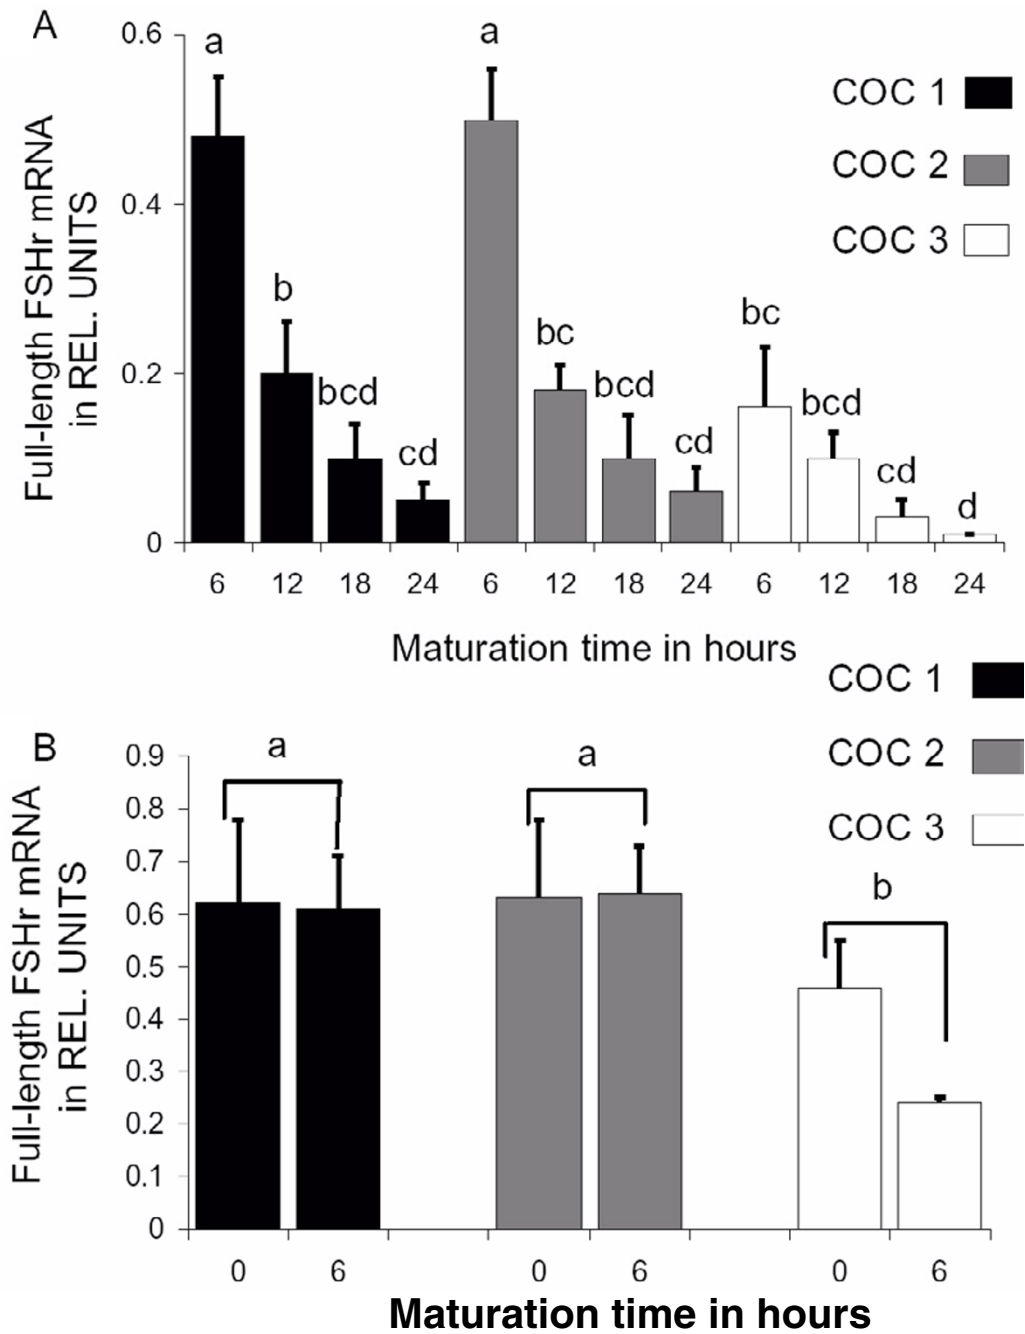 A
0.6
0.4
0.2
0
Full-length FSHr mRNA
in REL. UNITS
a
b
bcd
cd
a
bc
bcd
cd
bc
bcd
cd
d
COC 1
COC 2
COC 3
6 12 18 24 6 12 18 24 6 12 18 24
Maturation time in hours
B
0.9
0.8
0.7
0.6
0.5
0.4
0.3
0.2
0.1
0
Full-length FSHr mRNA
in REL. UNITS
a
a
b
COC 1
COC 2
COC 3
0 6 0 6 0 6
Maturation time in hours